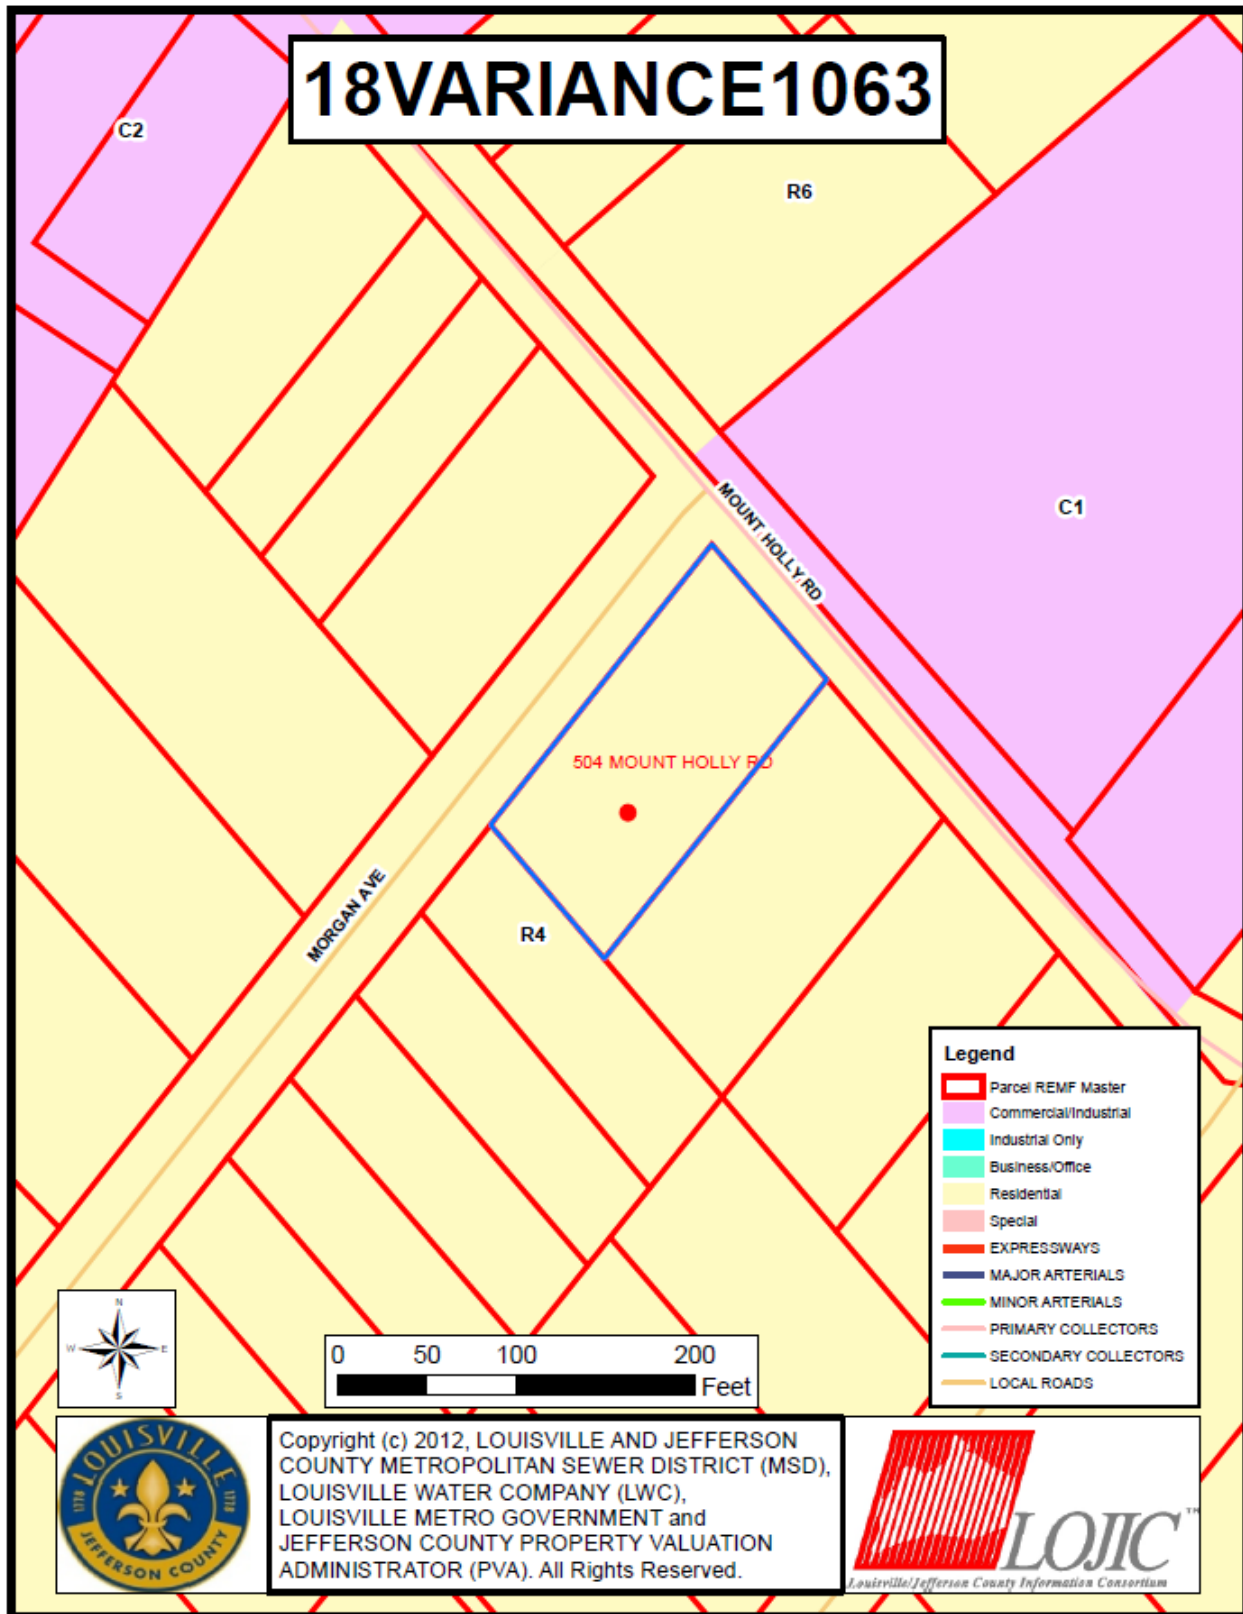 18VARIANCE1063
C2
R6
C1
MOUNT HOLLY RD
504 MOUNT HOLLY RD
MORGAN AVE
R4
Legend
Parcel REMF Master
Commercial/Industrial
Industrial Only
Business/Office
Residential
Special
EXPRESSWAYS
MAJOR ARTERIALS
MINOR ARTERIALS
PRIMARY COLLECTORS
SECONDARY COLLECTORS
LOCAL ROADS
N
W E
S
0 50 100 200
Feet
LOUISVILLE
1778 1778
JEFFERSON COUNTY
Copyright (c) 2012, LOUISVILLE AND JEFFERSON
COUNTY METROPOLITAN SEWER DISTRICT (MSD),
LOUISVILLE WATER COMPANY (LWC),
LOUISVILLE METRO GOVERNMENT and
JEFFERSON COUNTY PROPERTY VALUATION
ADMINISTRATOR (PVA). All Rights Reserved.
LOJIC™
Louisville/Jefferson County Information Consortium